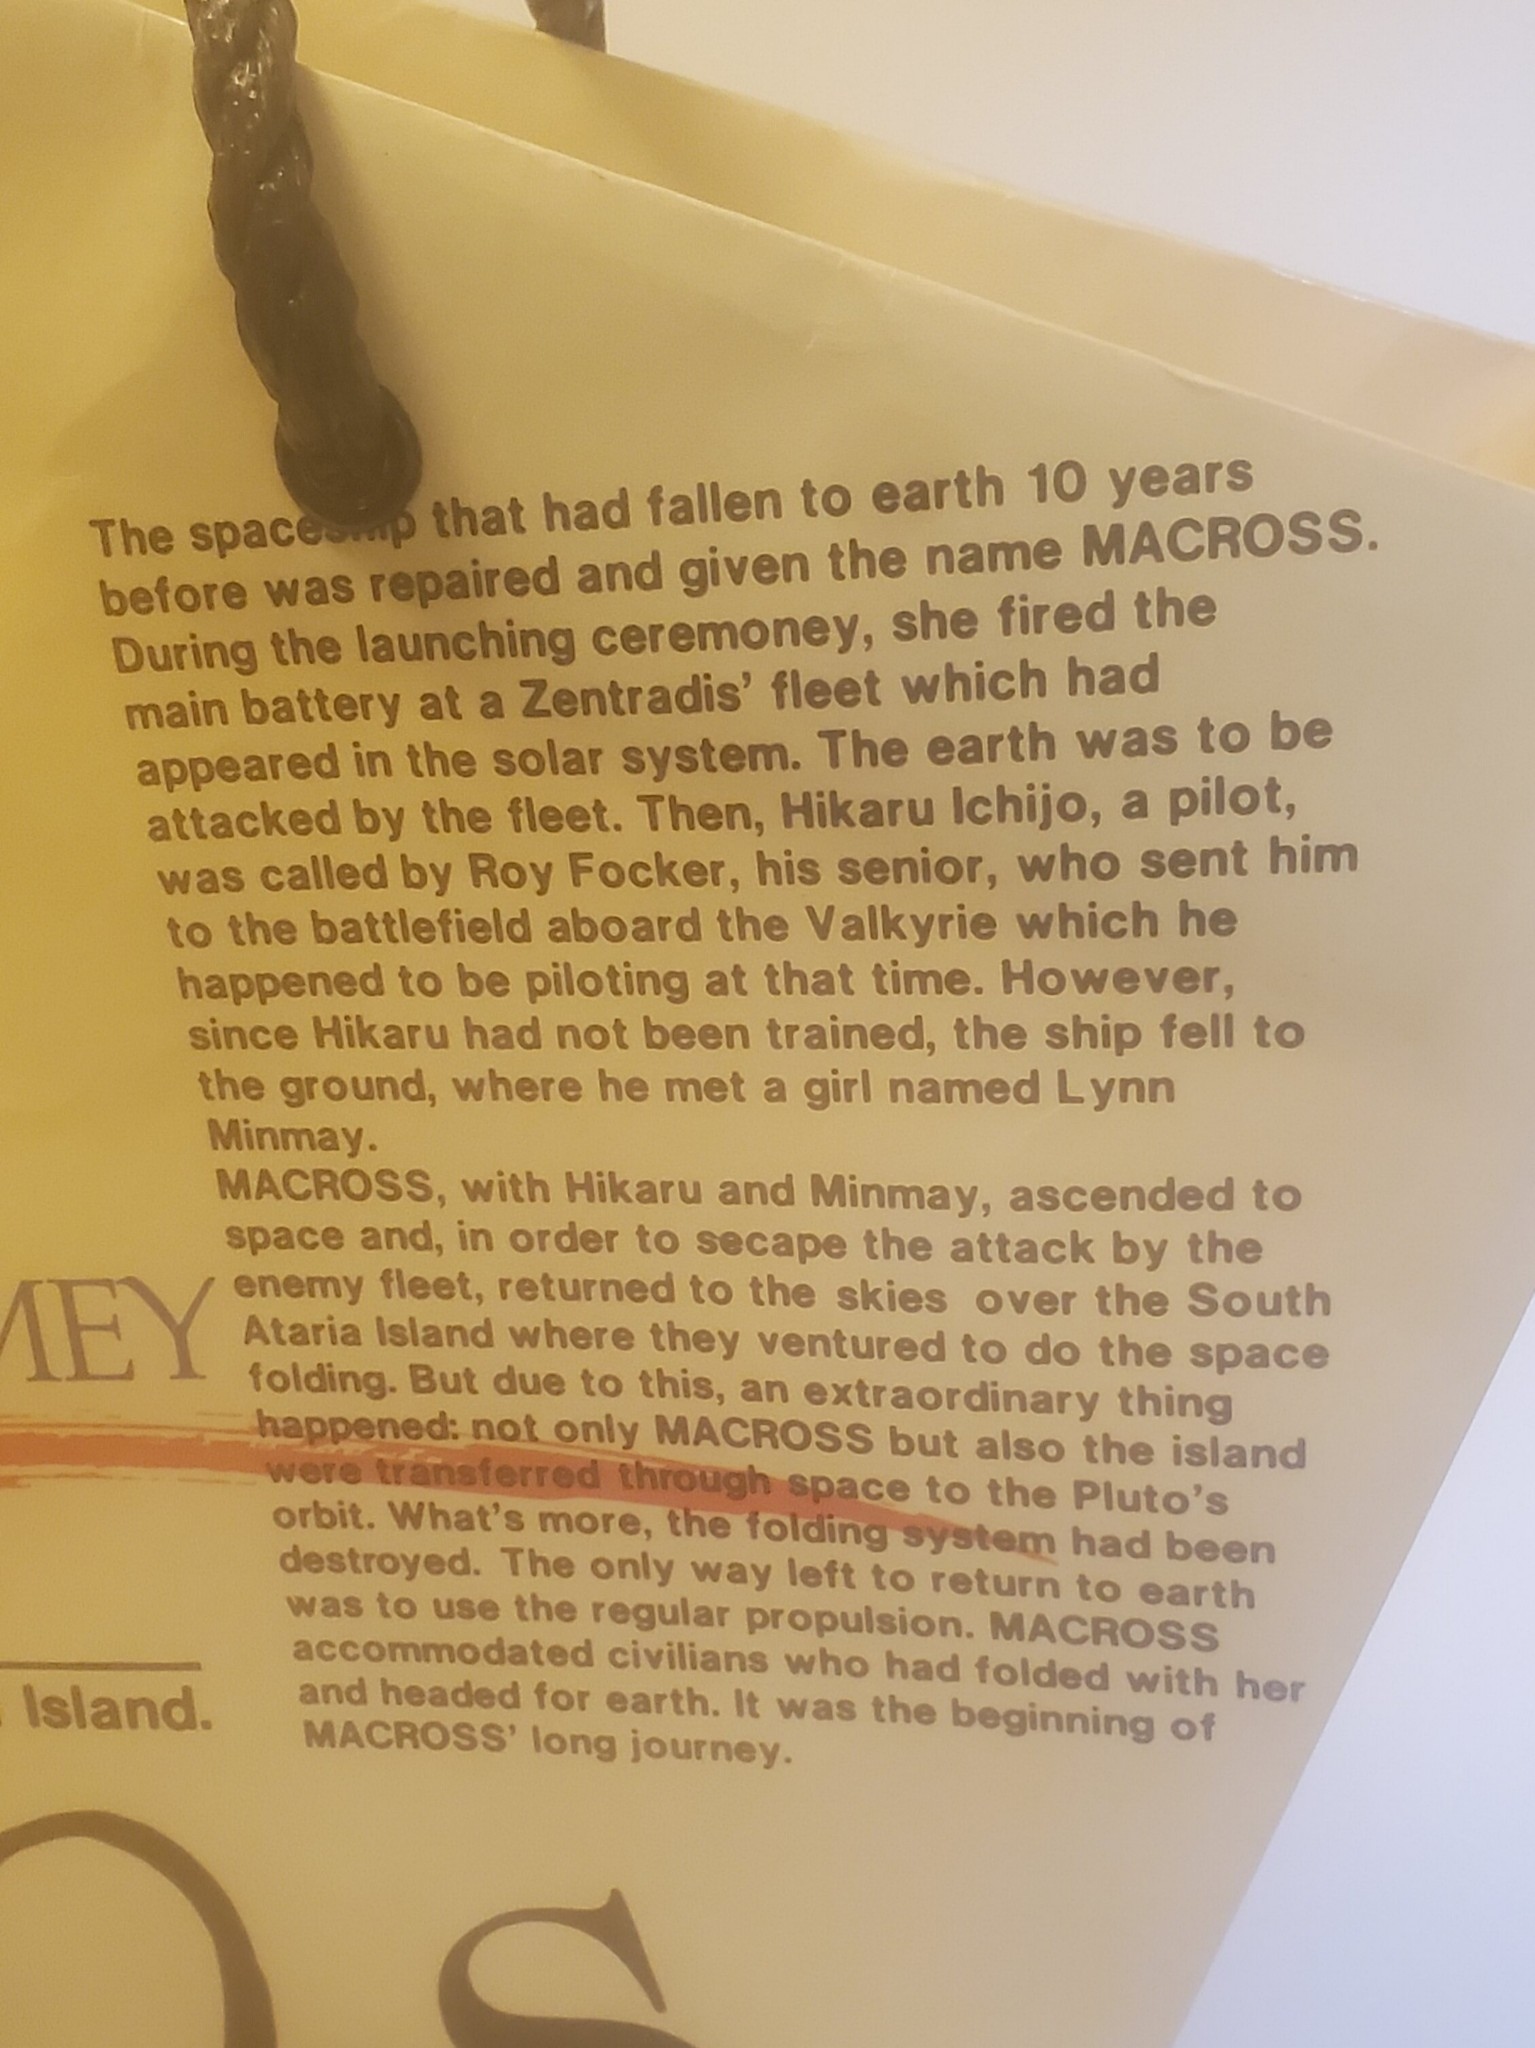 The spaceship that had fallen to earth 10 years
before was repaired and given the name MACROSS.
During the launching ceremoney, she fired the
main battery at a Zentradis' fleet which had
appeared in the solar system. The earth was to be
attacked by the fleet. Then, Hikaru Ichijo, a pilot,
was called by Roy Focker, his senior, who sent him
to the battlefield aboard the Valkyrie which he
happened to be piloting at that time. However,
since Hikaru had not been trained, the ship fell to
the ground, where he met a girl named Lynn
Minmay.
MACROSS, with Hikaru and Minmay, ascended to
space and, in order to secape the attack by the
enemy fleet, returned to the skies over the South
Ataria Island where they ventured to do the space
folding. But due to this, an extraordinary thing
happened: not only MACROSS but also the island
were transferred through space to the Pluto's
orbit. What's more, the folding system had been
destroyed. The only way left to return to earth
was to use the regular propulsion. MACROSS
accommodated civilians who had folded with her
and headed for earth. It was the beginning of
MACROSS' long journey.
MEY
Island.
s